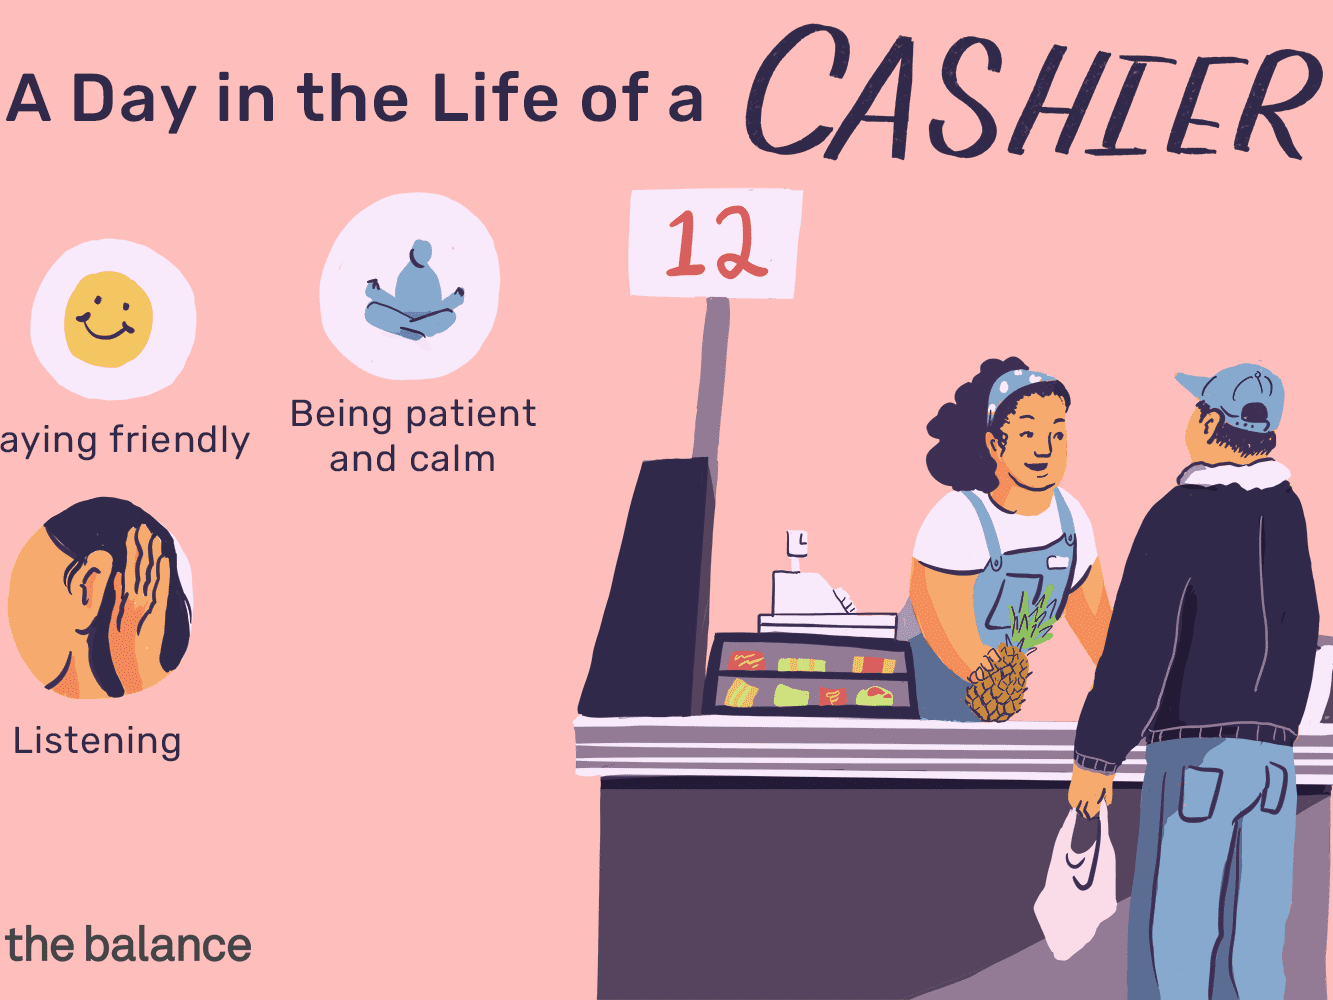 A Day in the Life of a CASHIER
12
aying friendly
Being patient
and calm
Listening
the balance